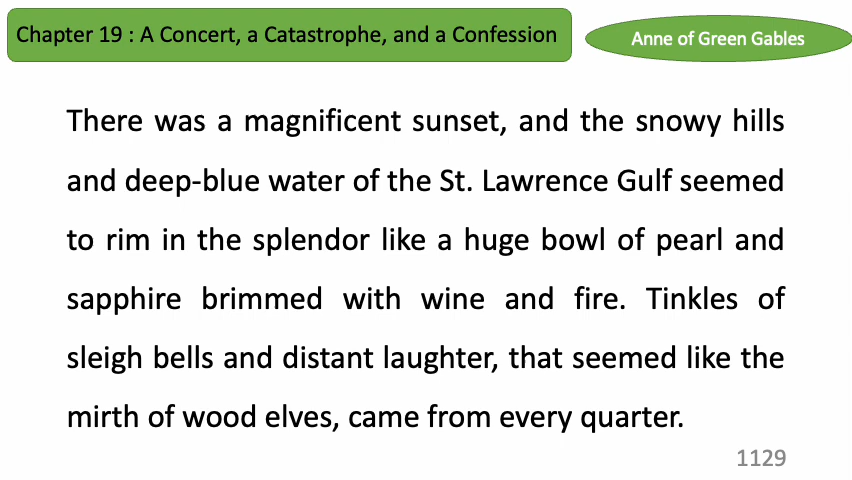 Chapter 19 : A Concert, a Catastrophe, and a Confession
Anne of Green Gables
There was a magnificent sunset, and the snowy hills
and deep-blue water of the St. Lawrence Gulf seemed
to rim in the splendor like a huge bowl of pearl and
sapphire brimmed with wine and fire. Tinkles of
sleigh bells and distant laughter, that seemed like the
mirth of wood elves, came from every quarter.
1129